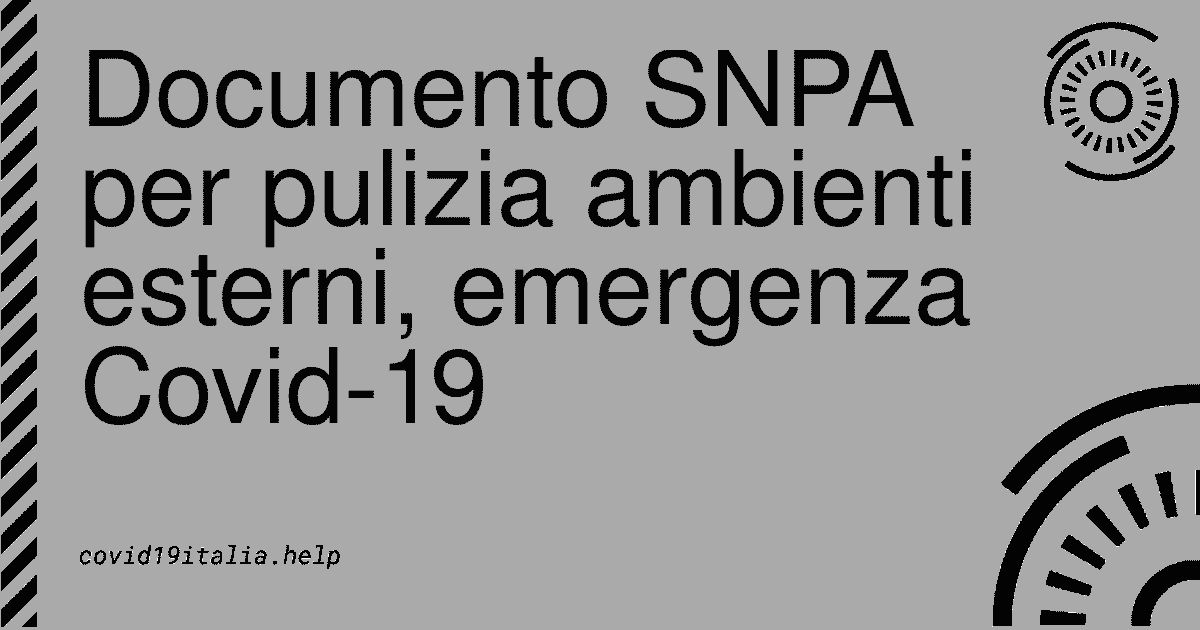 Documento SNPA
per pulizia ambienti
esterni, emergenza
Covid-19
covid19italia.help